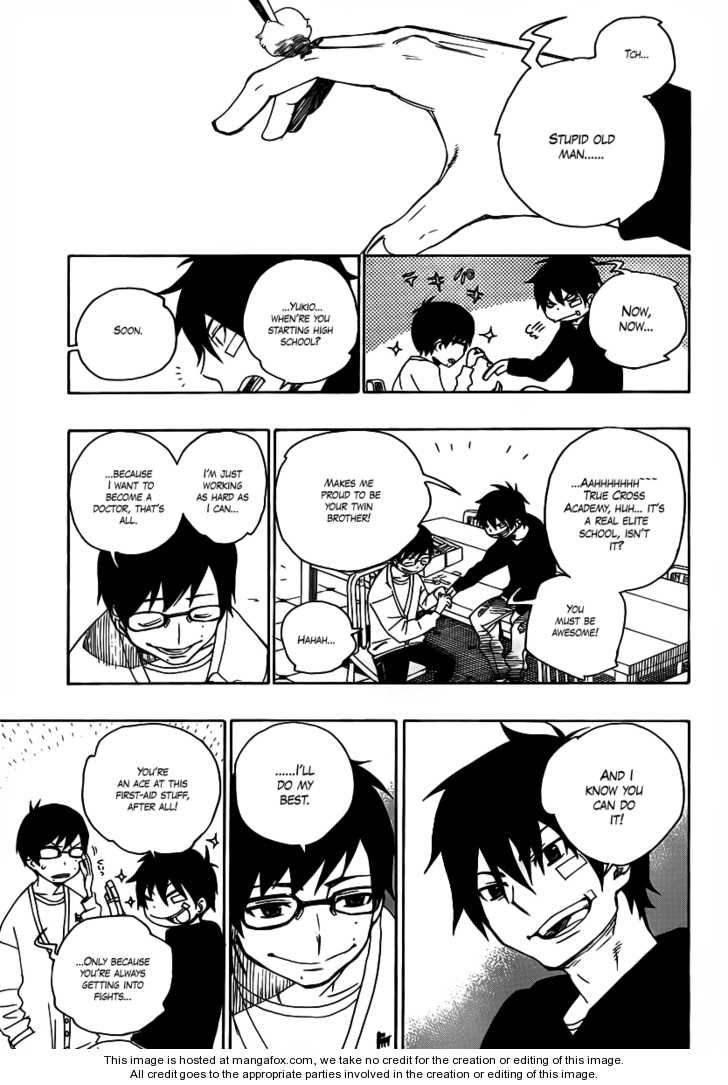 TCH...
STUPID OLD
MAN......
NOW,
NOW...
...YUKIO...
WHEN'RE YOU
STARTING HIGH
SCHOOL?
SOON.
...AAHHHHHHH~~~
TRUE CROSS
ACADEMY, HUH... IT'S
A REAL ELITE
SCHOOL, ISN'T
IT?
YOU
MUST BE
AWESOME!
MAKES ME
PROUD TO BE
YOUR TWIN
BROTHER!
HAHAH...
I'M JUST
WORKING
AS HARD AS
I CAN...
...BECAUSE
I WANT TO
BECOME A
DOCTOR, THAT'S
ALL.
AND I
KNOW YOU
CAN DO
IT!
......I'LL
DO MY
BEST.
YOU'RE
AN ACE AT THIS
FIRST-AID STUFF,
AFTER ALL!
...ONLY BECAUSE
YOU'RE ALWAYS
GETTING INTO
FIGHTS...
This image is hosted at mangafox.com, we take no credit for the creation or editing of this image.
All credit goes to the appropriate parties involved in the creation or editing of this image.